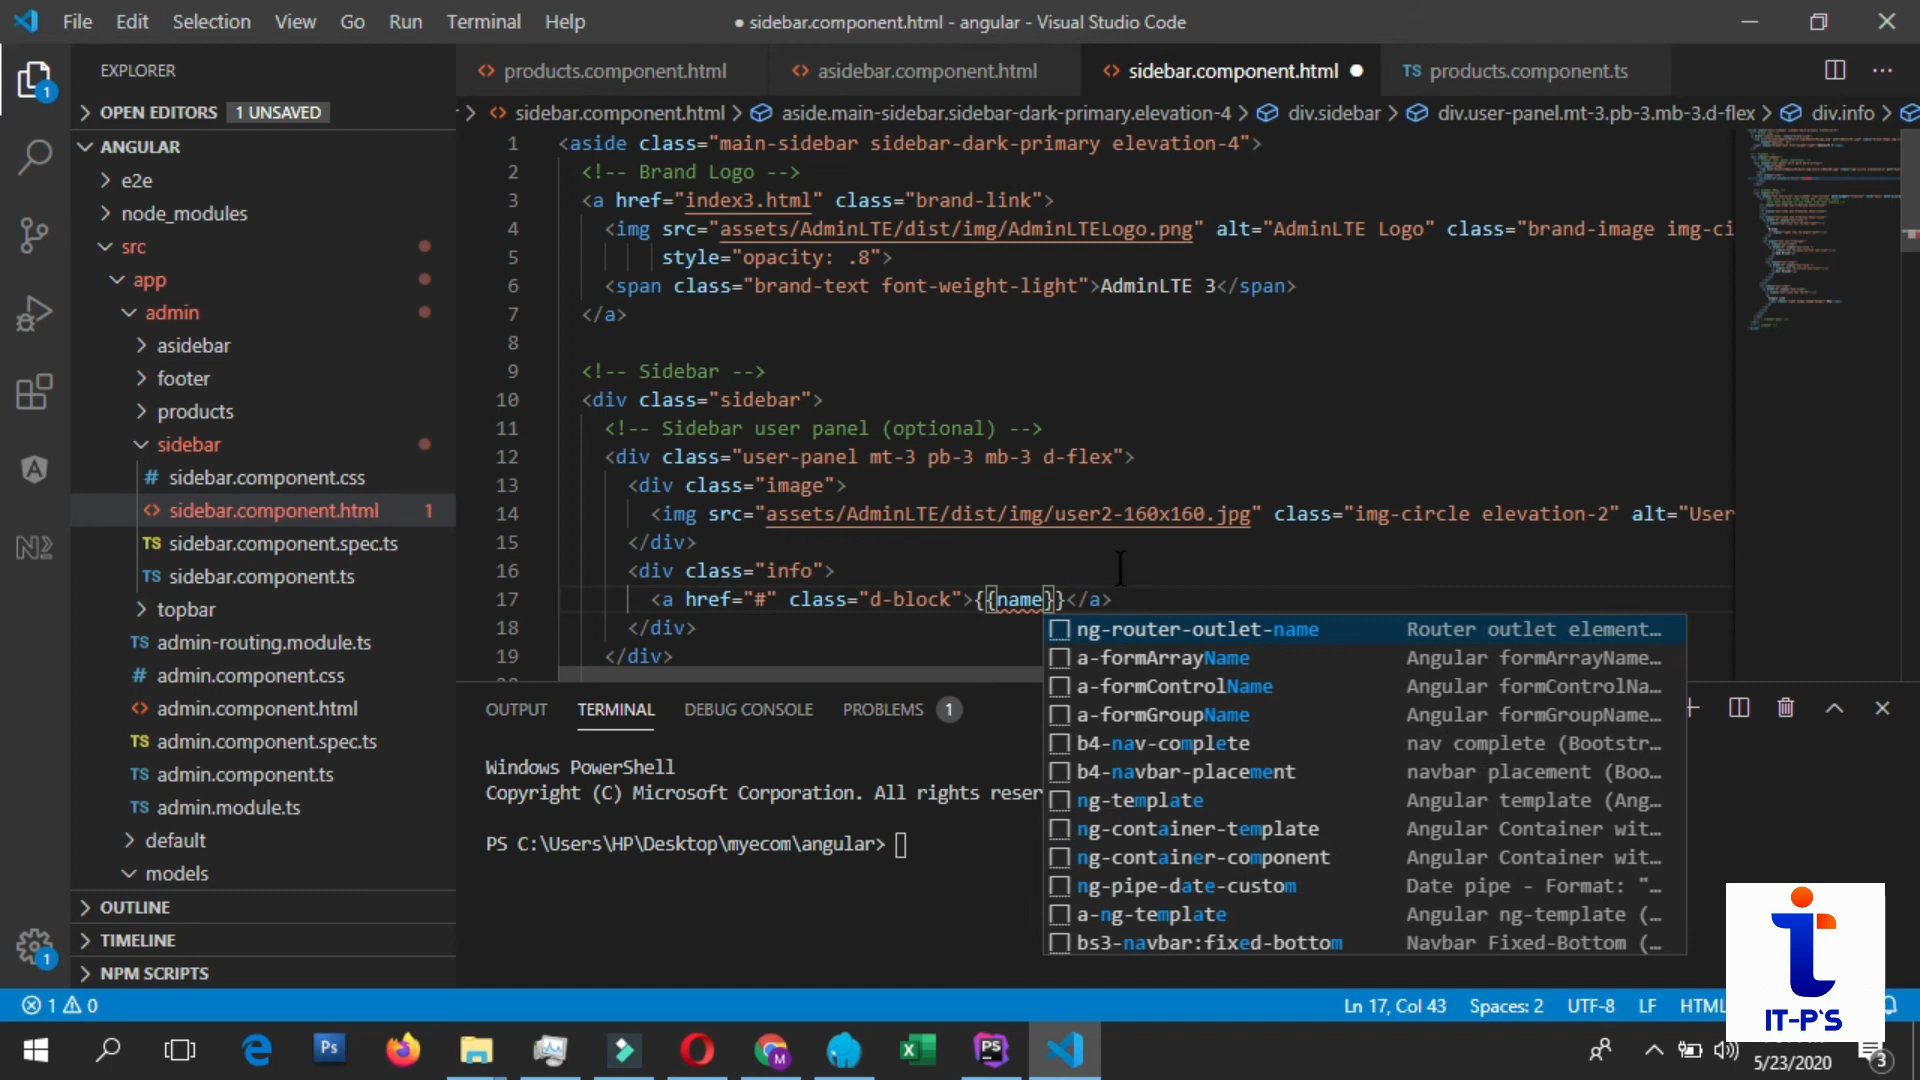 File Edit Selection View Go Run Terminal Help
● sidebar.component.html - angular - Visual Studio Code
EXPLORER
OPEN EDITORS 1 UNSAVED
ANGULAR
e2e
node_modules
src
app
admin
asidebar
footer
products
sidebar
# sidebar.component.css
<> sidebar.component.html 1
TS sidebar.component.spec.ts
TS sidebar.component.ts
topbar
TS admin-routing.module.ts
# admin.component.css
<> admin.component.html
TS admin.component.spec.ts
TS admin.component.ts
TS admin.module.ts
default
models
OUTLINE
TIMELINE
NPM SCRIPTS
1
1
<> products.component.html <> asidebar.component.html <> sidebar.component.html ● TS products.component.ts
<> sidebar.component.html > aside.main-sidebar.sidebar-dark-primary.elevation-4 > div.sidebar > div.user-panel.mt-3.pb-3.mb-3.d-flex > div.info >
1 <aside class="main-sidebar sidebar-dark-primary elevation-4">
2 <!-- Brand Logo -->
3 <a href="index3.html" class="brand-link">
4 <img src="assets/AdminLTE/dist/img/AdminLTELogo.png" alt="AdminLTE Logo" class="brand-image img-ci
5 style="opacity: .8">
6 <span class="brand-text font-weight-light">AdminLTE 3</span>
7 </a>
8
9 <!-- Sidebar -->
10 <div class="sidebar">
11 <!-- Sidebar user panel (optional) -->
12 <div class="user-panel mt-3 pb-3 mb-3 d-flex">
13 <div class="image">
14 <img src="assets/AdminLTE/dist/img/user2-160x160.jpg" class="img-circle elevation-2" alt="User
15 </div>
16 <div class="info">
17 <a href="#" class="d-block">{{name}}</a>
18 </div>
19 </div>
ng-router-outlet-name Router outlet element…
a-formArrayName Angular formArrayName…
a-formControlName Angular formControlNa…
a-formGroupName Angular formGroupName…
b4-nav-complete nav complete (Bootstr…
b4-navbar-placement navbar placement (Boo…
ng-template Angular template (Ang…
ng-container-template Angular Container wit…
ng-container-component Angular Container wit…
ng-pipe-date-custom Date pipe - Format: "…
a-ng-template Angular ng-template (…
bs3-navbar:fixed-bottom Navbar Fixed-Bottom (…
OUTPUT TERMINAL DEBUG CONSOLE PROBLEMS 1
Windows PowerShell
Copyright (C) Microsoft Corporation. All rights reser
PS C:\Users\HP\Desktop\myecom\angular>
1 0
Ln 17, Col 43 Spaces: 2 UTF-8 LF HTML
IT-P'S
Ps
M
PS
5/23/2020
3